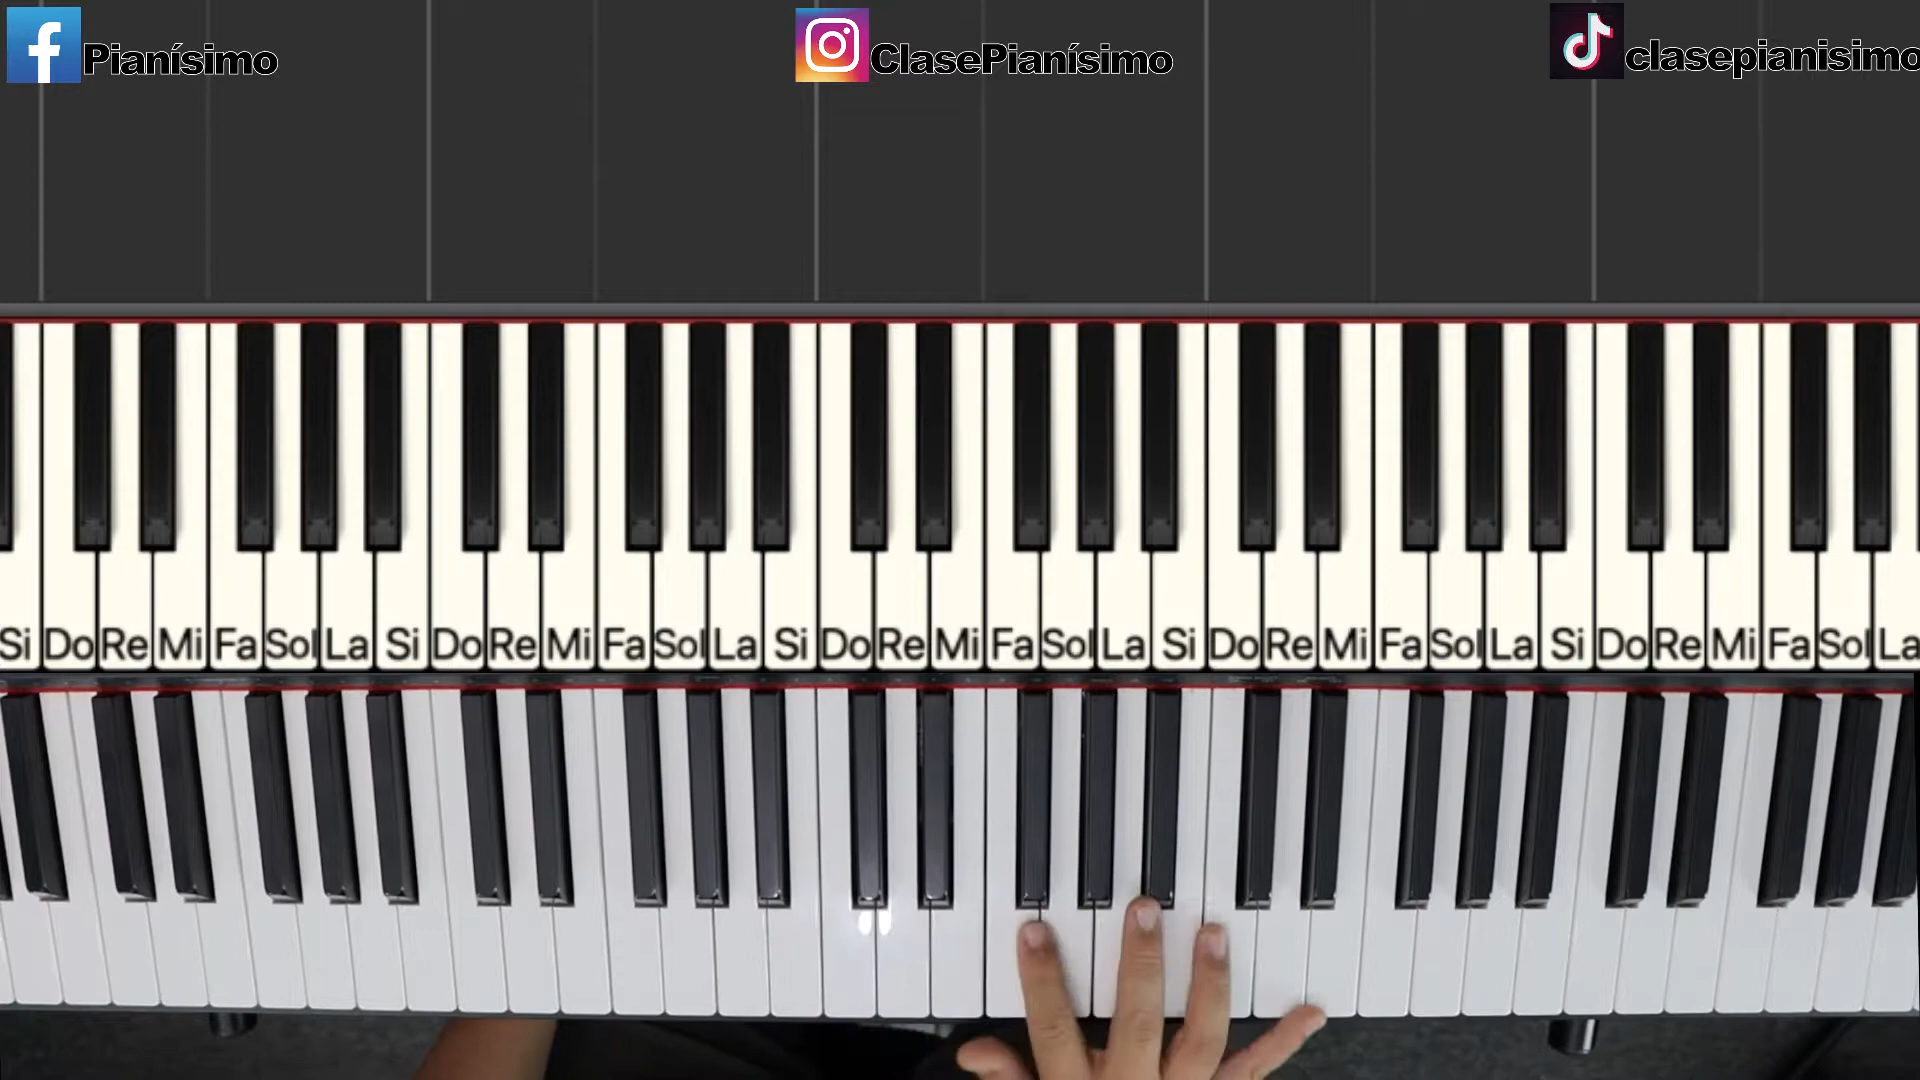 Pianísimo
ClasePianísimo
clasepianisimo
Si Do Re Mi Fa Sol La Si Do Re Mi Fa Sol La Si Do Re Mi Fa Sol La Si Do Re Mi Fa Sol La Si Do Re Mi Fa Sol La